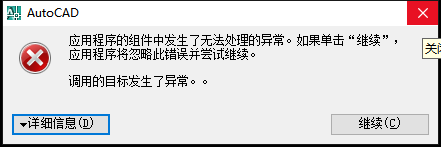 AutoCAD
应用程序的组件中发生了无法处理的异常。如果单击“继续”，
应用程序将忽略此错误并尝试继续。
调用的目标发生了异常。。
详细信息(D)
继续(C)